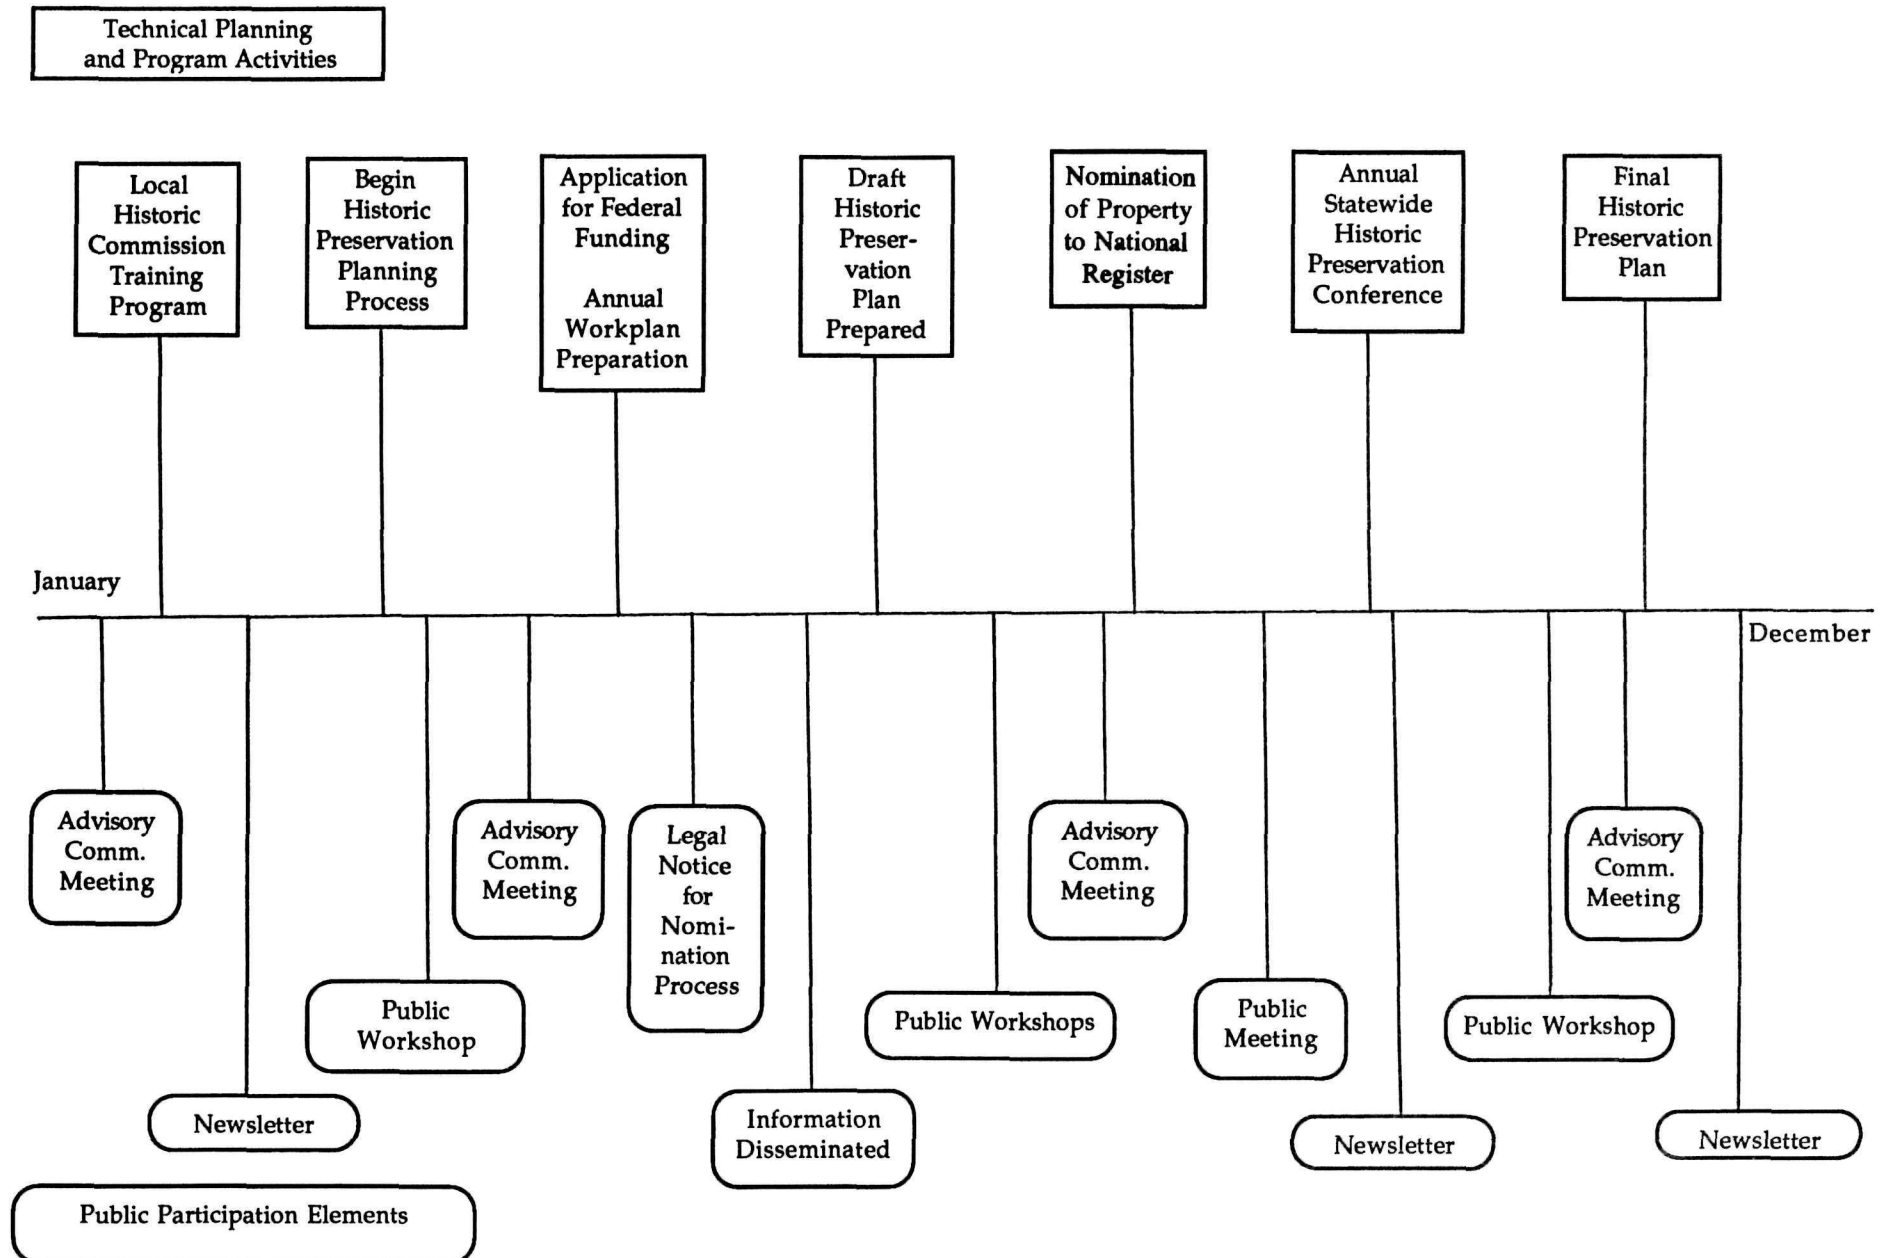 Technical Planning
and Program Activities
Local
Historic
Commission
Training
Program
Begin
Historic
Preservation
Planning
Process
Application
for Federal
Funding
Annual
Workplan
Preparation
Draft
Historic
Preser-
vation
Plan
Prepared
Nomination
of Property
to National
Register
Annual
Statewide
Historic
Preservation
Conference
Final
Historic
Preservation
Plan
January
December
Advisory
Comm.
Meeting
Newsletter
Public
Workshop
Advisory
Comm.
Meeting
Legal
Notice
for
Nomi-
nation
Process
Information
Disseminated
Public Workshops
Advisory
Comm.
Meeting
Public
Meeting
Newsletter
Public Workshop
Advisory
Comm.
Meeting
Newsletter
Public Participation Elements